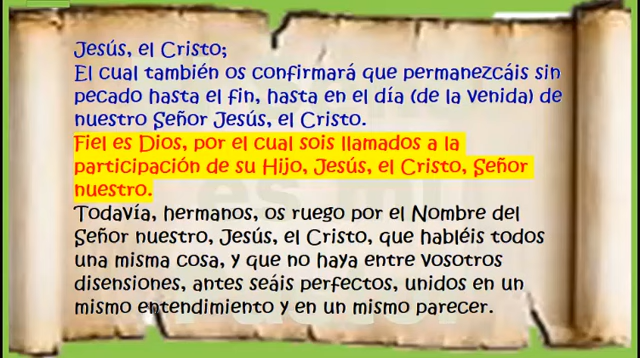 Jesús, el Cristo;
El cual también os confirmará que permanezcáis sin
pecado hasta el fin, hasta en el día (de la venida) de
nuestro Señor Jesús, el Cristo.
Fiel es Dios, por el cual sois llamados a la
participación de su Hijo, Jesús, el Cristo, Señor
nuestro.
Todavía, hermanos, os ruego por el Nombre del
Señor nuestro, Jesús, el Cristo, que habléis todos
una misma cosa, y que no haya entre vosotros
disensiones, antes seáis perfectos, unidos en un
mismo entendimiento y en un mismo parecer.